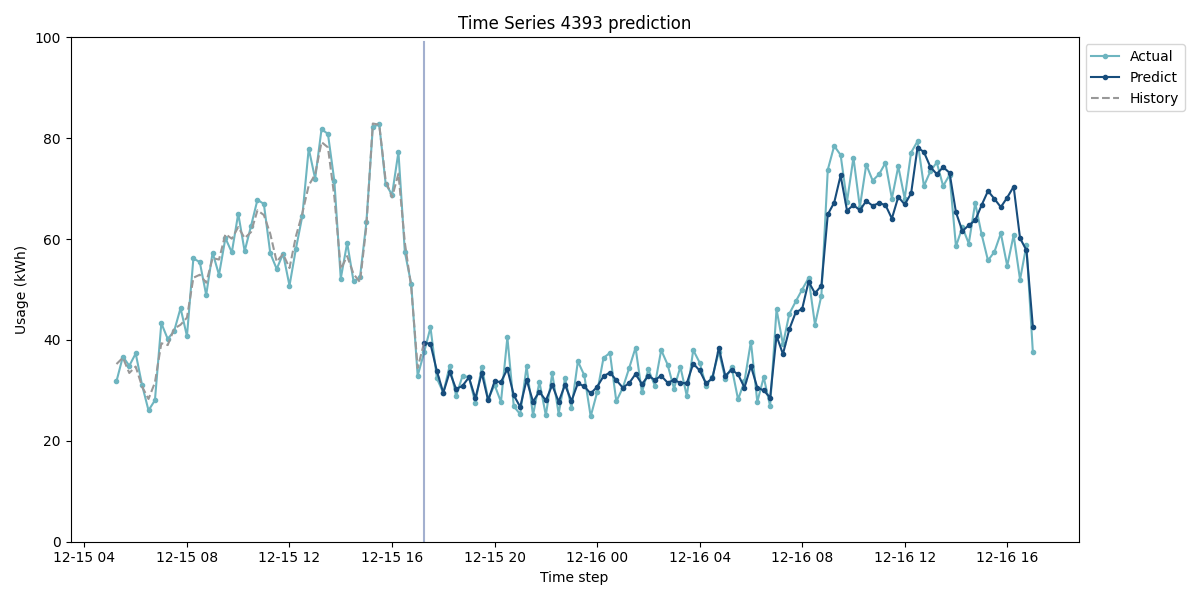 Time Series 4393 prediction
100
80
60
40
20
0
Usage (kWh)
12-15 04
12-15 08
12-15 12
12-15 16
12-15 20
12-16 00
12-16 04
12-16 08
12-16 12
12-16 16
Time step
Actual
Predict
History